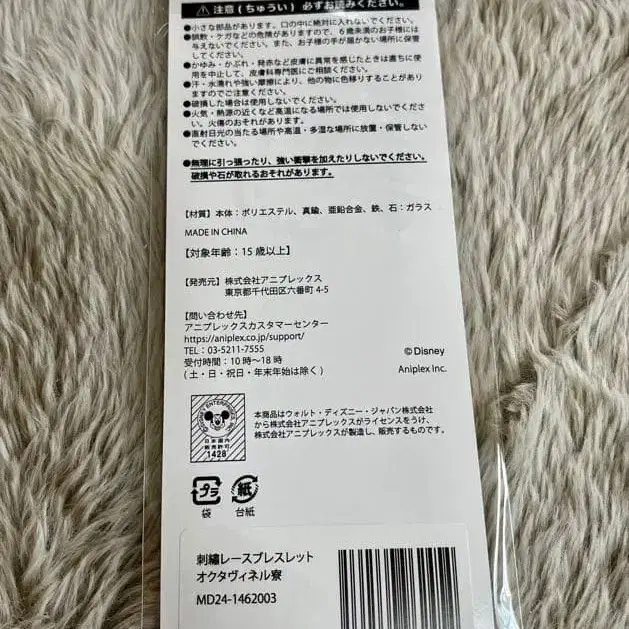 ⚠注意(ちゅうい)必ずお読みください。
●小さな部品があります。口の中に絶対に入れないでください。
●誤飲・ケガなどの危険がありますので、6歳未満のお子様には
与えないでください。また、お子様の手が届かない場所に保管
してください。
●かゆみ・かぶれ・発赤など皮膚に異常を感じたときは直ちに使
用を中止して、皮膚科専門医にご相談ください。
●汗・水濡れや強い摩擦により、他の物に色移りすることがあり
ますのでご注意ください。
●破損した場合は使用しないでください。
●火気・熱源の近くなど高温になる場所では使用しないでくださ
い。火傷のおそれがあります。
●直射日光の当たる場所や高温・多湿な場所に放置・保管しない
でください。
●無理に引っ張ったり、強い衝撃を加えたりしないでください。
破損や石が取れるおそれがあります。
【材質】本体:ポリエステル、真鍮、亜鉛合金、鉄、石:ガラス
MADE IN CHINA
【対象年齢:15歳以上】
【発売元】株式会社アニプレックス
東京都千代田区六番町 4-5
【問い合わせ先】
アニプレックスカスタマーセンター
https://aniplex.co.jp/support/
TEL:03-5211-7555
受付時間:10時~18時
(土・日・祝日・年末年始は除く)
©Disney
Aniplex Inc.
日本国内
販売許可
1428
本商品はウォルト・ディズニー・ジャパン株式会社
から株式会社アニプレックスがライセンスをうけ、
株式会社アニプレックスが製造し、販売するものです。
プラ 紙
袋 台紙
刺繍レースブレスレット
オクタヴィネル寮
MD24-1462003